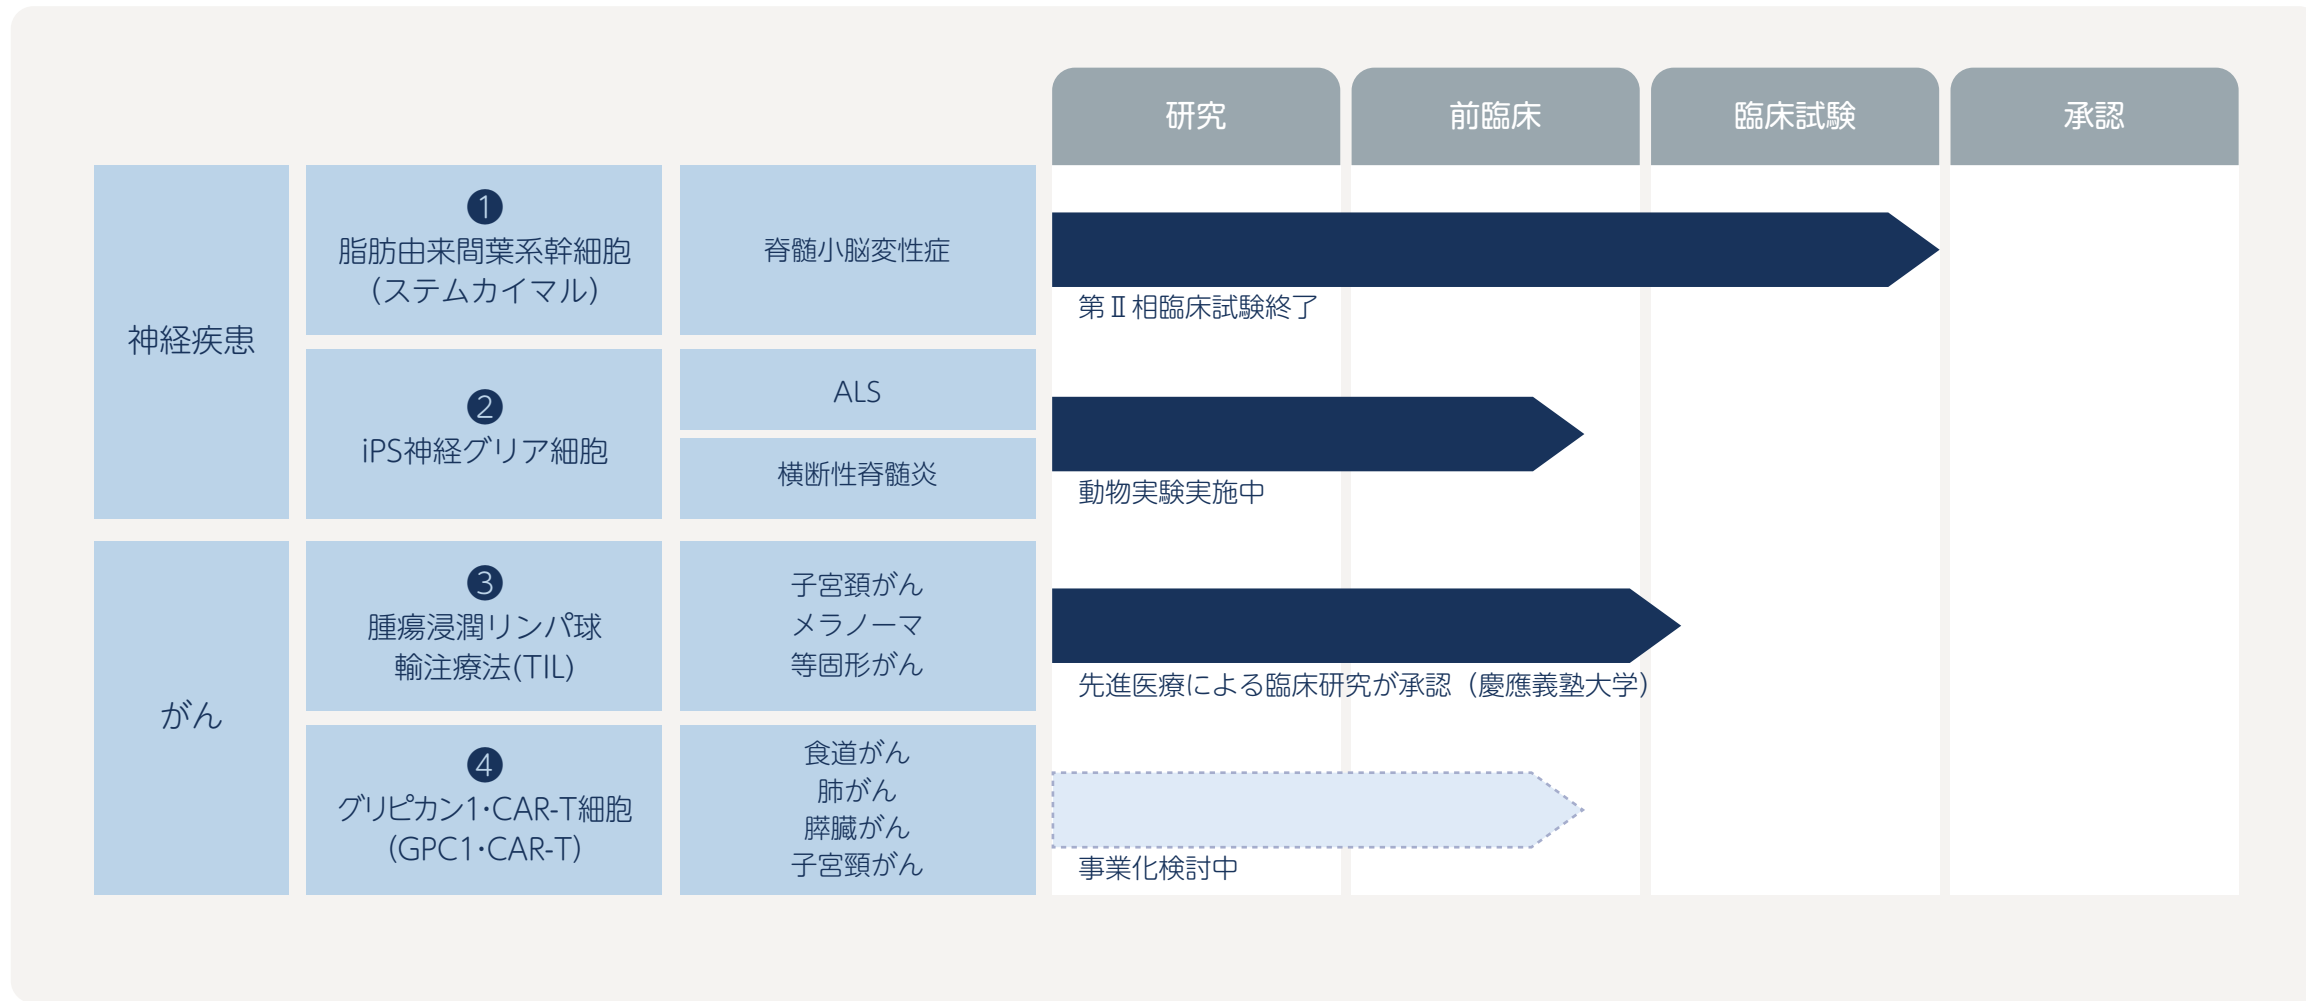 研究
前臨床
臨床試験
承認
神経疾患
❶
脂肪由来間葉系幹細胞
（ステムカイマル）
脊髄小脳変性症
第Ⅱ相臨床試験終了
❷
iPS神経グリア細胞
ALS
横断性脊髄炎
動物実験実施中
がん
❸
腫瘍浸潤リンパ球
輸注療法(TIL)
子宮頚がん
メラノーマ
等固形がん
先進医療による臨床研究が承認（慶應義塾大学）
❹
グリピカン1･CAR-T細胞
(GPC1･CAR-T)
食道がん
肺がん
膵臓がん
子宮頸がん
事業化検討中